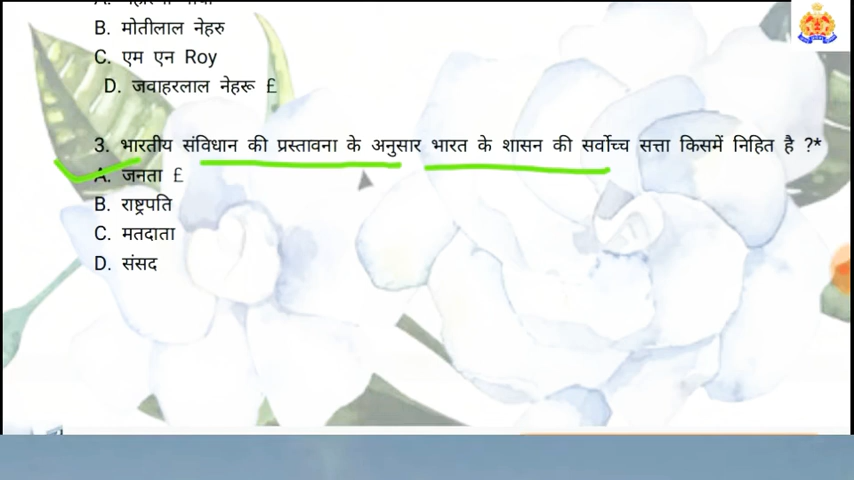 B. मोतीलाल नेहरु
C. एम एन Roy
D. जवाहरलाल नेहरू £
3. भारतीय संविधान की प्रस्तावना के अनुसार भारत के शासन की सर्वोच्च सत्ता किसमें निहित है ?*
A. जनता £
B. राष्ट्रपति
C. मतदाता
D. संसद